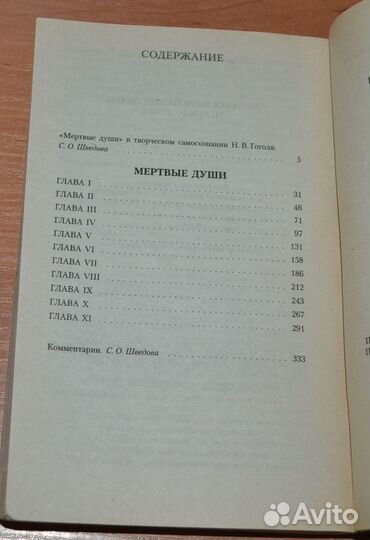 СОДЕРЖАНИЕ
«Мертвые души» в творческом самосознании Н. В. Гоголя.
С. О. Шведова . . . . . . . . . . . . . . . . . . . . 5
МЕРТВЫЕ ДУШИ
ГЛАВА I . . . . . . . . . . . . . . . . . . . . 31
ГЛАВА II . . . . . . . . . . . . . . . . . . . . 46
ГЛАВА III . . . . . . . . . . . . . . . . . . . . 71
ГЛАВА IV . . . . . . . . . . . . . . . . . . . . 97
ГЛАВА V . . . . . . . . . . . . . . . . . . . . 131
ГЛАВА VI . . . . . . . . . . . . . . . . . . . . 158
ГЛАВА VII . . . . . . . . . . . . . . . . . . . . 186
ГЛАВА VIII . . . . . . . . . . . . . . . . . . . . 212
ГЛАВА IX . . . . . . . . . . . . . . . . . . . . 243
ГЛАВА X . . . . . . . . . . . . . . . . . . . . 267
ГЛАВА XI . . . . . . . . . . . . . . . . . . . . 291
Комментарии. С. О. Шведова . . . . . . . . . . . . . . . . . . . . 333
Avito